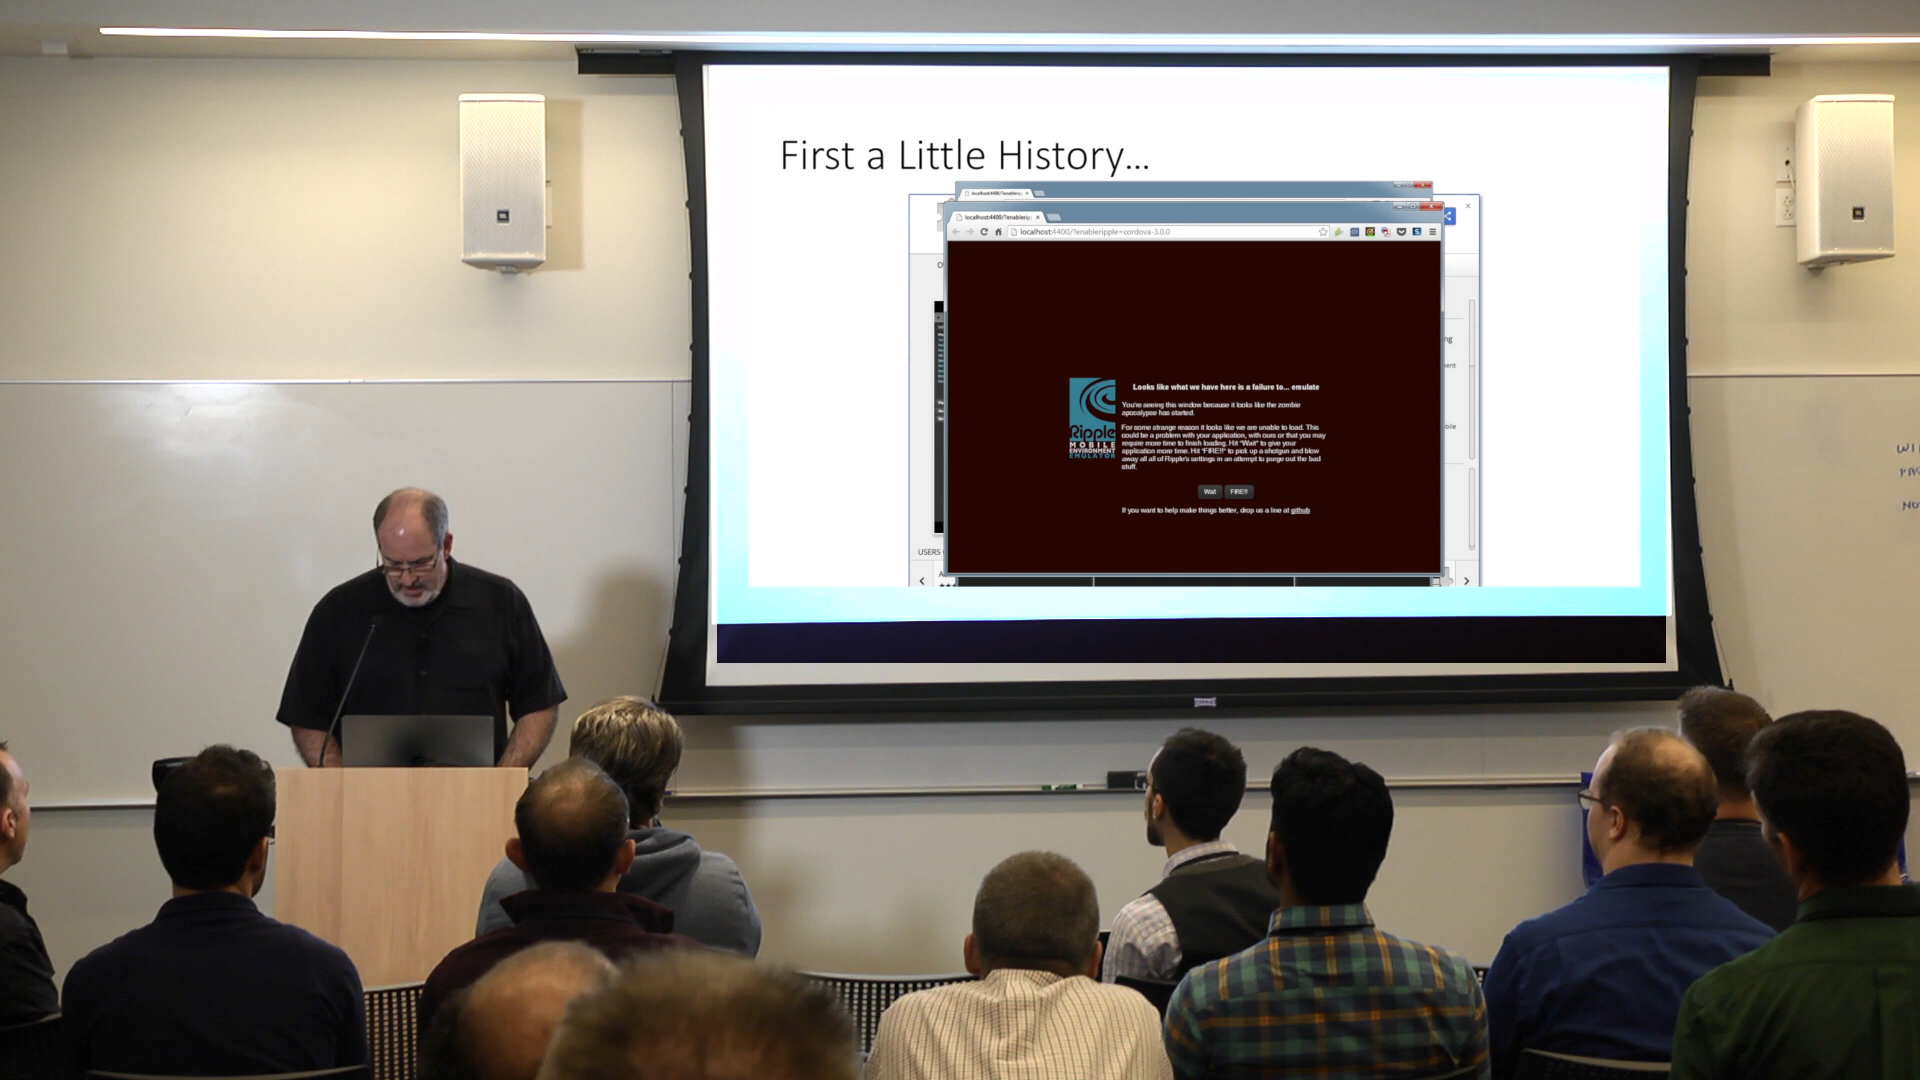 First a Little History...
localhost:4400/?enableripp
localhost:4400/?enableripp
localhost:4400/?enableripple=cordova-3.0.0
Looks like what we have here is a failure to... emulate
You're seeing this window because it looks like the zombie
apocalypse has started.
For some strange reason it looks like we are unable to load. This
could be a problem with your application, with ours or that you may
require more time to finish loading. Hit "Wait" to give your
application more time. Hit "FIRE!!" to pick up a shotgun and blow
away all all of Ripple's settings in an attempt to purge out the bad
stuff.
Ripple
MOBILE
ENVIRONMENT
EMULATOR
Wait FIRE!!
If you want to help make things better, drop us a line at github
USERS